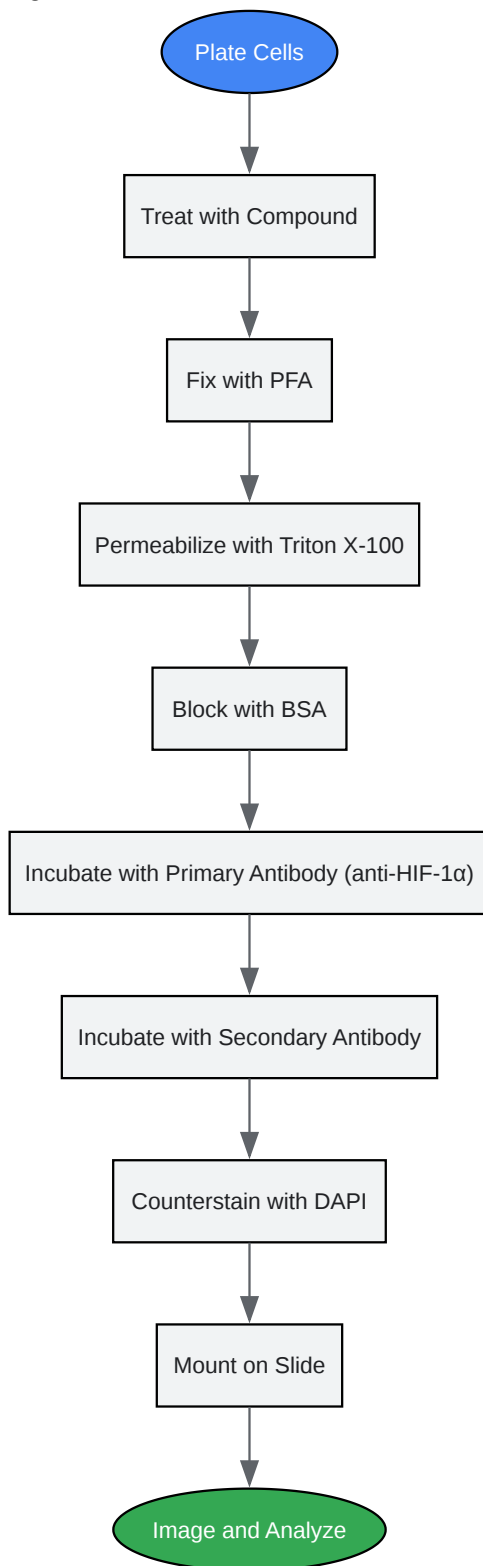 Plate Cells
Treat with Compound
Fix with PFA
Permeabilize with Triton X-100
Block with BSA
Incubate with Primary Antibody (anti-HIF-1α)
Incubate with Secondary Antibody
Counterstain with DAPI
Mount on Slide
Image and Analyze